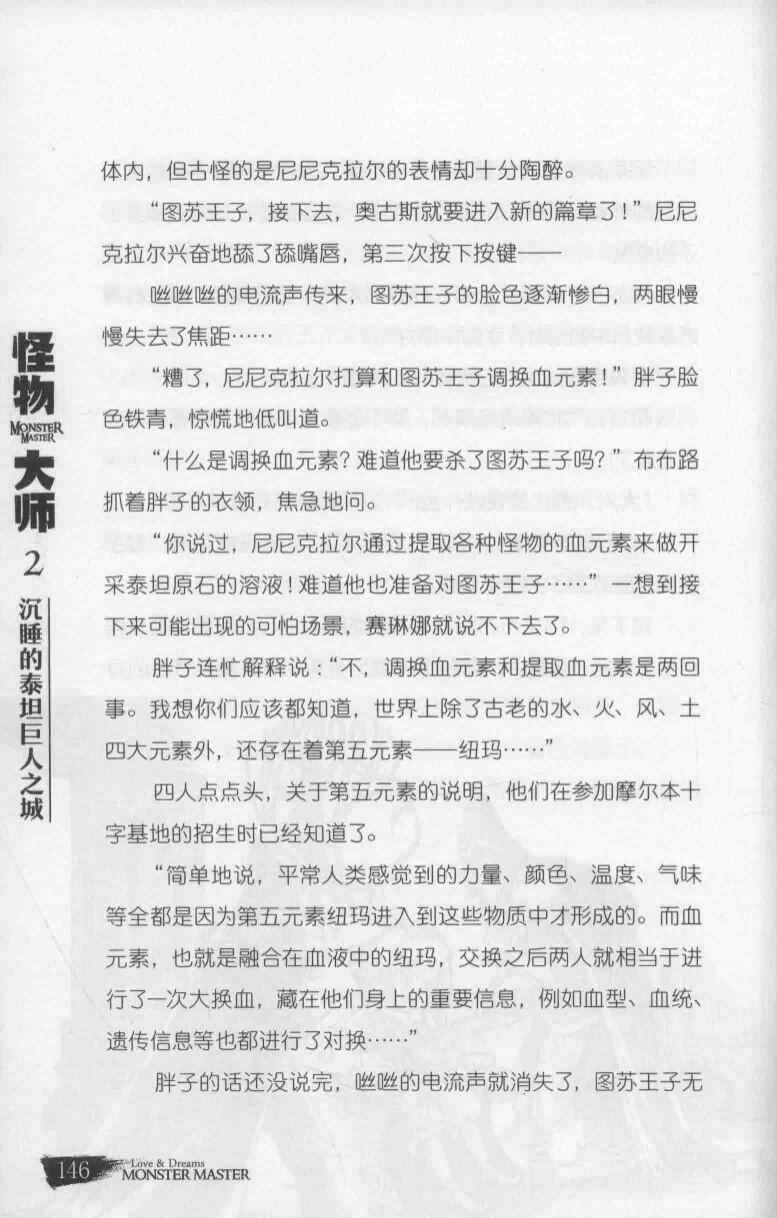 体内，但古怪的是尼尼克拉尔的表情却十分陶醉。
“图苏王子，接下去，奥古斯就要进入新的篇章了！”尼尼
克拉尔兴奋地舔了舔嘴唇，第三次按下按键——
咝咝咝的电流声传来，图苏王子的脸色逐渐惨白，两眼慢
慢失去了焦距……
“糟了，尼尼克拉尔打算和图苏王子调换血元素！”胖子脸
色铁青，惊慌地低叫道。
“什么是调换血元素？难道他要杀了图苏王子吗？”布布路
抓着胖子的衣领，焦急地问。
“你说过，尼尼克拉尔通过提取各种怪物的血元素来做开
采泰坦原石的溶液！难道他也准备对图苏王子……”一想到接
下来可能出现的可怕场景，赛琳娜就说不下去了。
胖子连忙解释说：“不，调换血元素和提取血元素是两回
事。我想你们应该都知道，世界上除了古老的水、火、风、土
四大元素外，还存在着第五元素——纽玛……”
四人点点头，关于第五元素的说明，他们在参加摩尔本十
字基地的招生时已经知道了。
“简单地说，平常人类感觉到的力量、颜色、温度、气味
等全都是因为第五元素纽玛进入到这些物质中才形成的。而血
元素，也就是融合在血液中的纽玛，交换之后两人就相当于进
行了一次大换血，藏在他们身上的重要信息，例如血型、血统、
遗传信息等也都进行了对换……”
胖子的话还没说完，咝咝的电流声就消失了，图苏王子无
怪物
MONSTER
MASTER
大师
2
沉睡的泰坦巨人之城
146
Love & Dreams
MONSTER MASTER